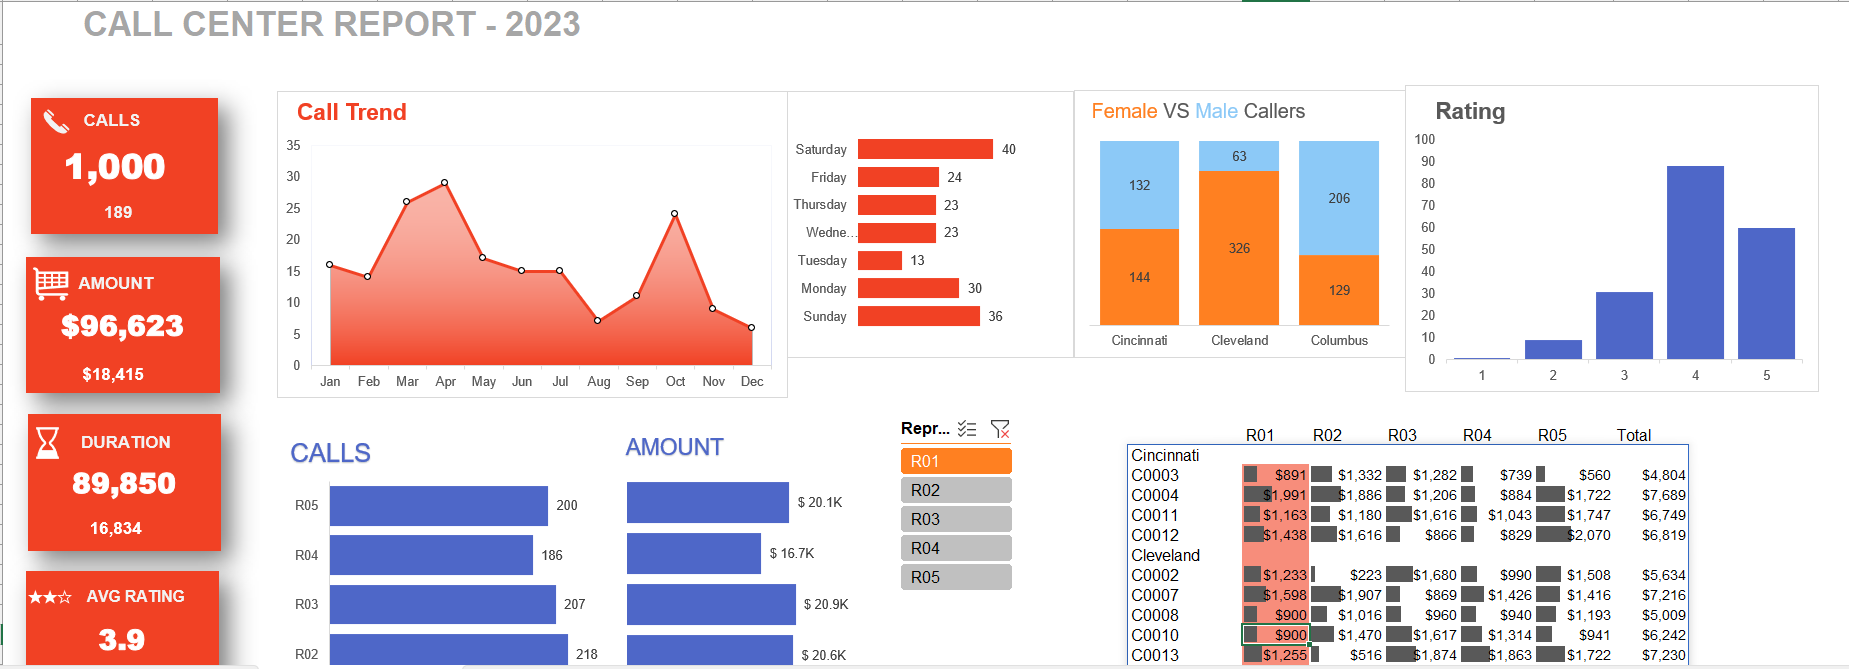 CALL CENTER REPORT - 2023
CALLS
1,000
189
AMOUNT
$96,623
$18,415
DURATION
89,850
16,834
AVG RATING
3.9
Call Trend
35
30
25
20
15
10
5
0
Jan Feb Mar Apr May Jun Jul Aug Sep Oct Nov Dec
Saturday 40
Friday 24
Thursday 23
Wedne... 23
Tuesday 13
Monday 30
Sunday 36
Female VS Male Callers
132 63 206
144 326 129
Cincinnati Cleveland Columbus
Rating
100
90
80
70
60
50
40
30
20
10
0
1 2 3 4 5
CALLS
R05 200
R04 186
R03 207
R02 218
AMOUNT
$ 20.1K
$ 16.7K
$ 20.9K
$ 20.6K
Repr...
R01
R02
R03
R04
R05
R01 R02 R03 R04 R05 Total
Cincinnati
C0003 $891 $1,332 $1,282 $739 $560 $4,804
C0004 $1,991 $1,886 $1,206 $884 $1,722 $7,689
C0011 $1,163 $1,180 $1,616 $1,043 $1,747 $6,749
C0012 $1,438 $1,616 $866 $829 $2,070 $6,819
Cleveland
C0002 $1,233 $223 $1,680 $990 $1,508 $5,634
C0007 $1,598 $1,907 $869 $1,426 $1,416 $7,216
C0008 $900 $1,016 $960 $940 $1,193 $5,009
C0010 $900 $1,470 $1,617 $1,314 $941 $6,242
C0013 $1,255 $516 $1,874 $1,863 $1,722 $7,230